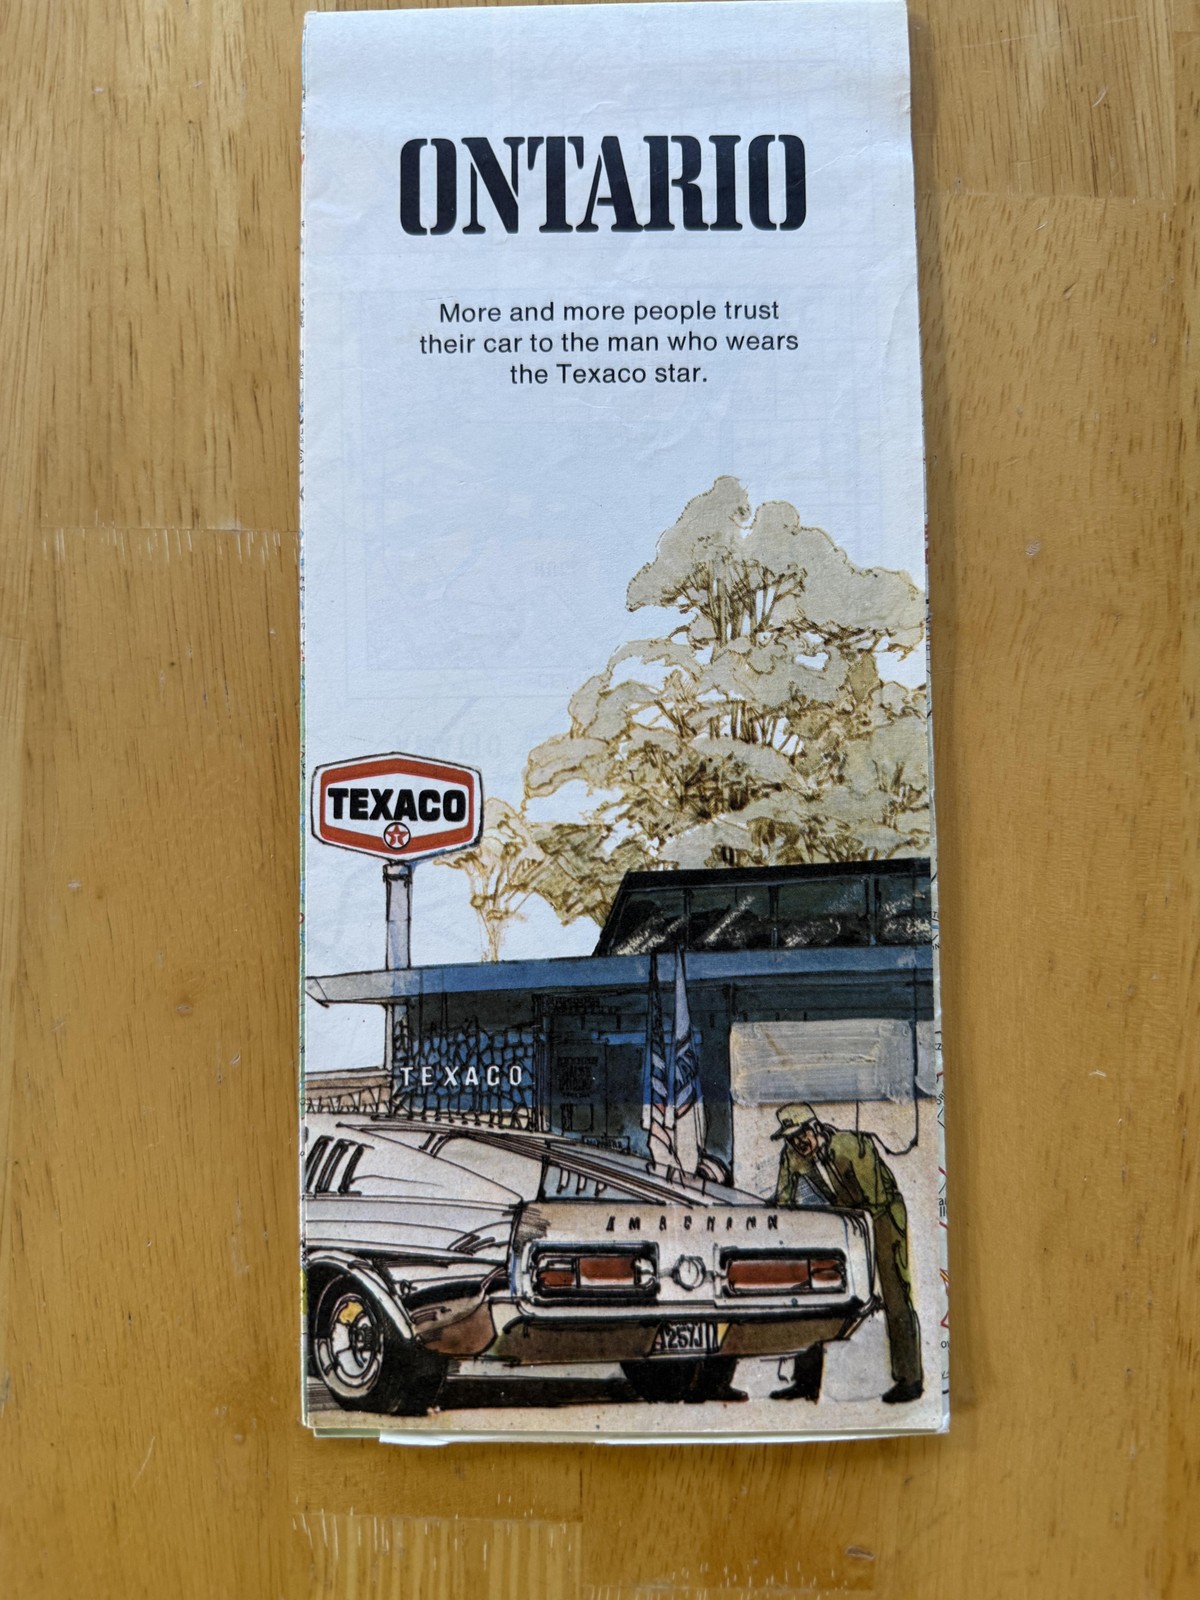 ONTARIO
More and more people trust
their car to the man who wears
the Texaco star.
TEXACO
T
TEXACO